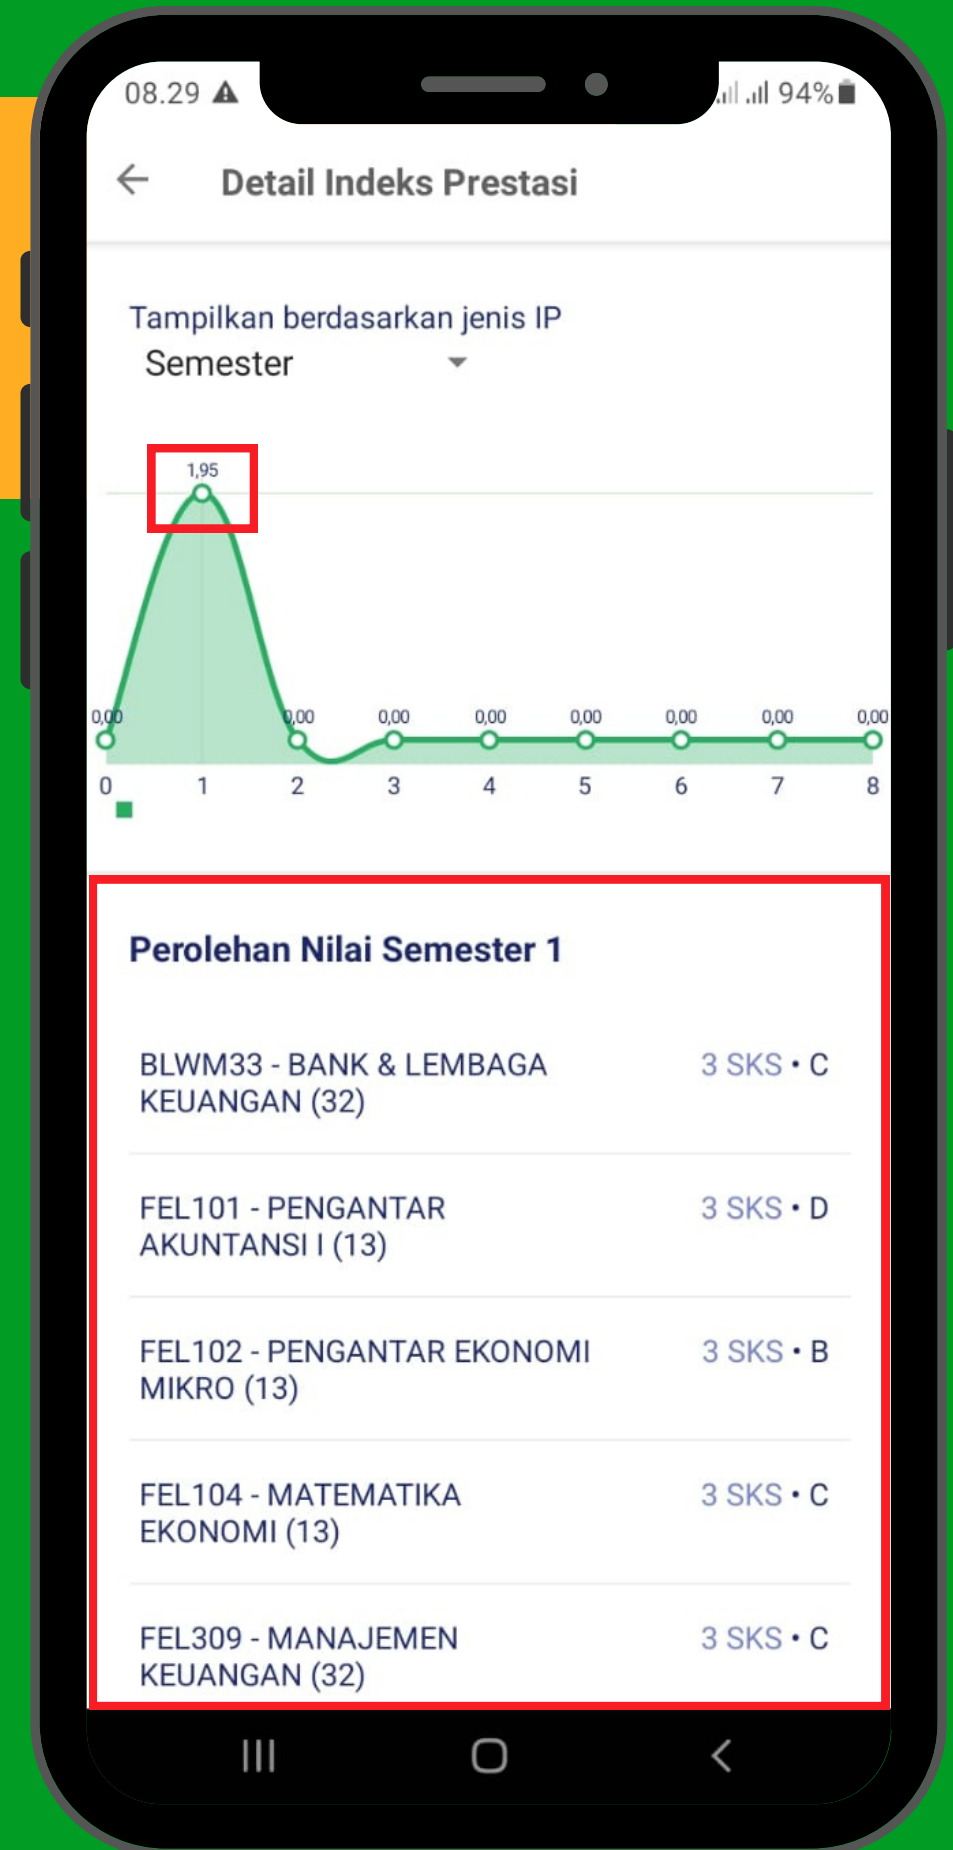 08.29
94%
Detail Indeks Prestasi
Tampilkan berdasarkan jenis IP
Semester
1,95
0,00 0,00 0,00 0,00 0,00 0,00 0,00 0,00
0 1 2 3 4 5 6 7 8
Perolehan Nilai Semester 1
BLWM33 - BANK & LEMBAGA 3 SKS • C
KEUANGAN (32)
FEL101 - PENGANTAR 3 SKS • D
AKUNTANSI I (13)
FEL102 - PENGANTAR EKONOMI 3 SKS • B
MIKRO (13)
FEL104 - MATEMATIKA 3 SKS • C
EKONOMI (13)
FEL309 - MANAJEMEN 3 SKS • C
KEUANGAN (32)